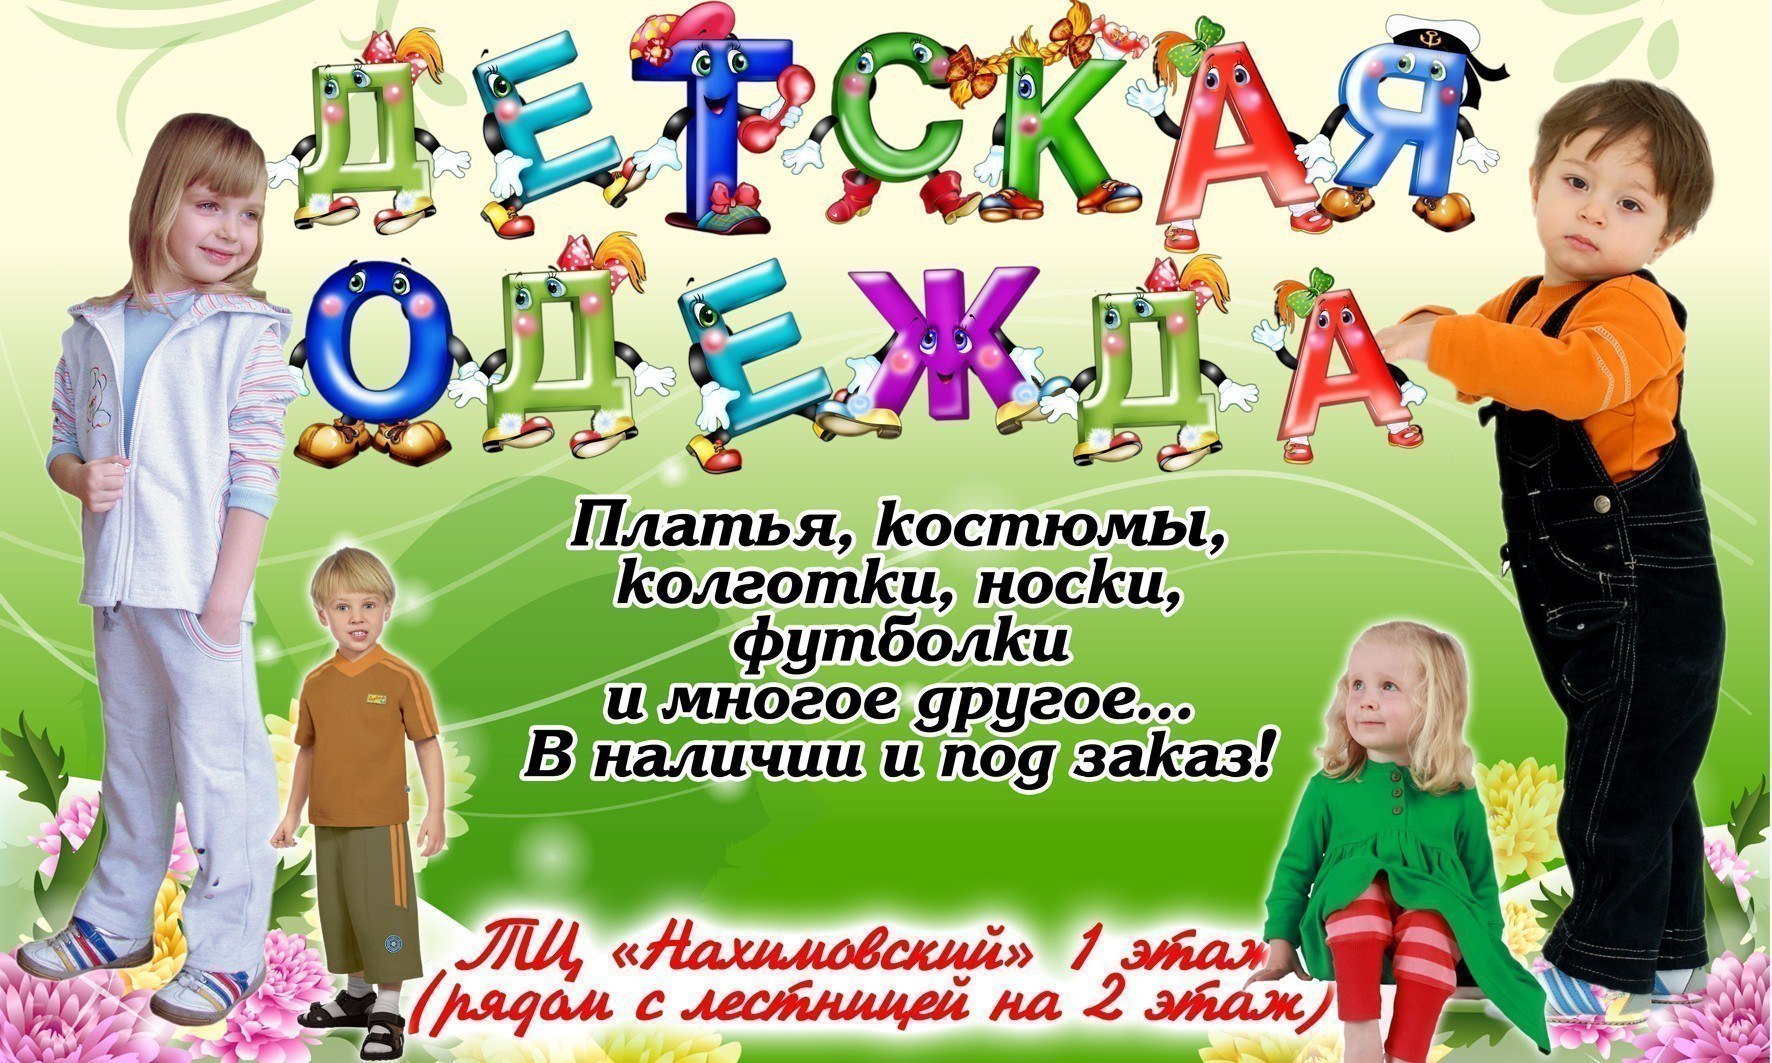 ДЕТСКАЯ
ОДЕЖДА
Платья, костюмы,
колготки, носки,
футболки
и многое другое...
В наличии и под заказ!
ТЦ «Нахимовский» 1 этаж
(рядом с лестницей на 2 этаж)